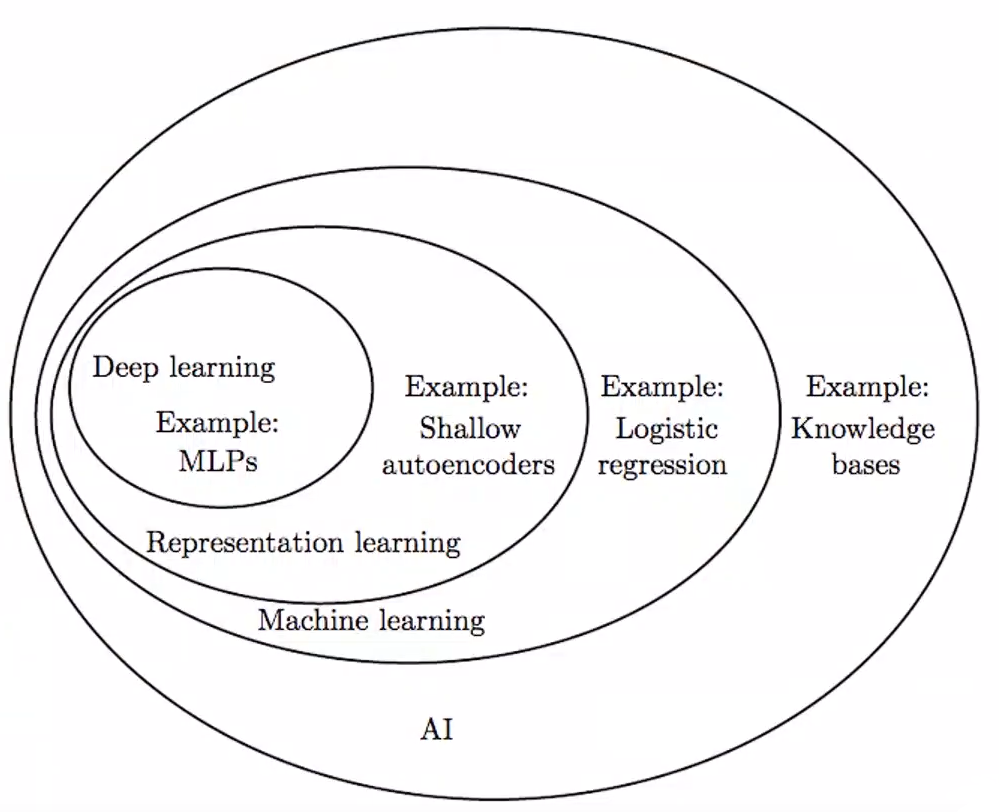 Deep learning
Example:
MLPs
Example:
Shallow
autoencoders
Example:
Logistic
regression
Example:
Knowledge
bases
Representation learning
Machine learning
AI